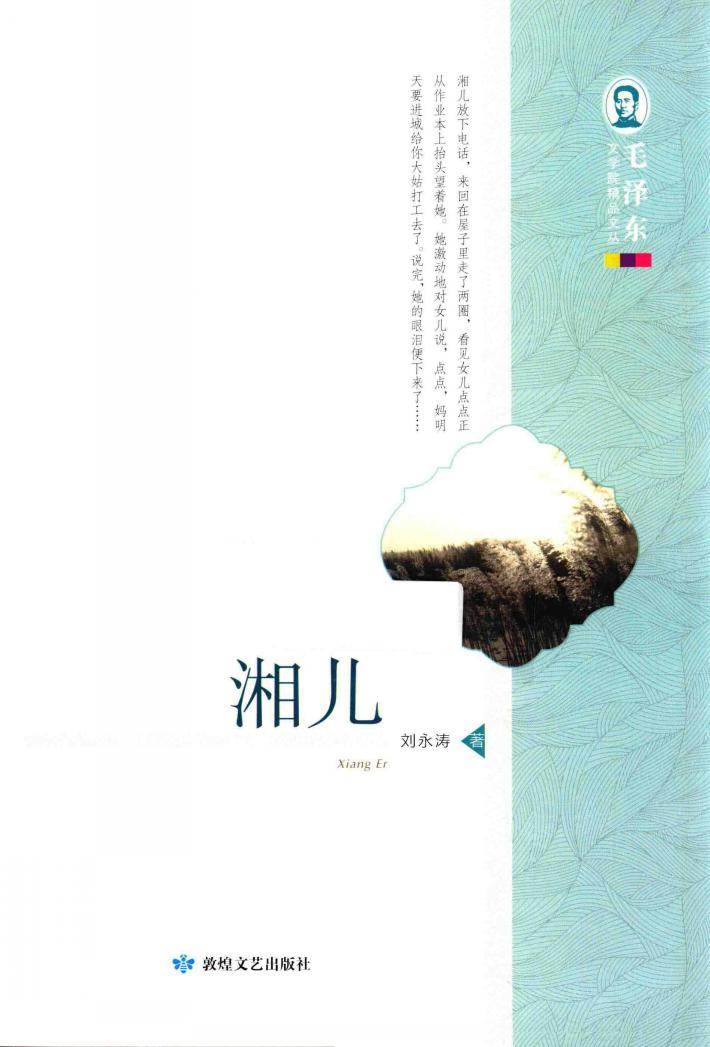 毛泽东
文学院精品文丛
湘儿放下电话，来回在屋子里走了两圈，看见女儿点点正
从作业本上抬头望着她。她激动地对女儿说，点点，妈明
天要进城给你大姑打工去了。说完，她的眼泪便下来了……
湘儿
刘永涛 著
Xiang Er
敦煌文艺出版社